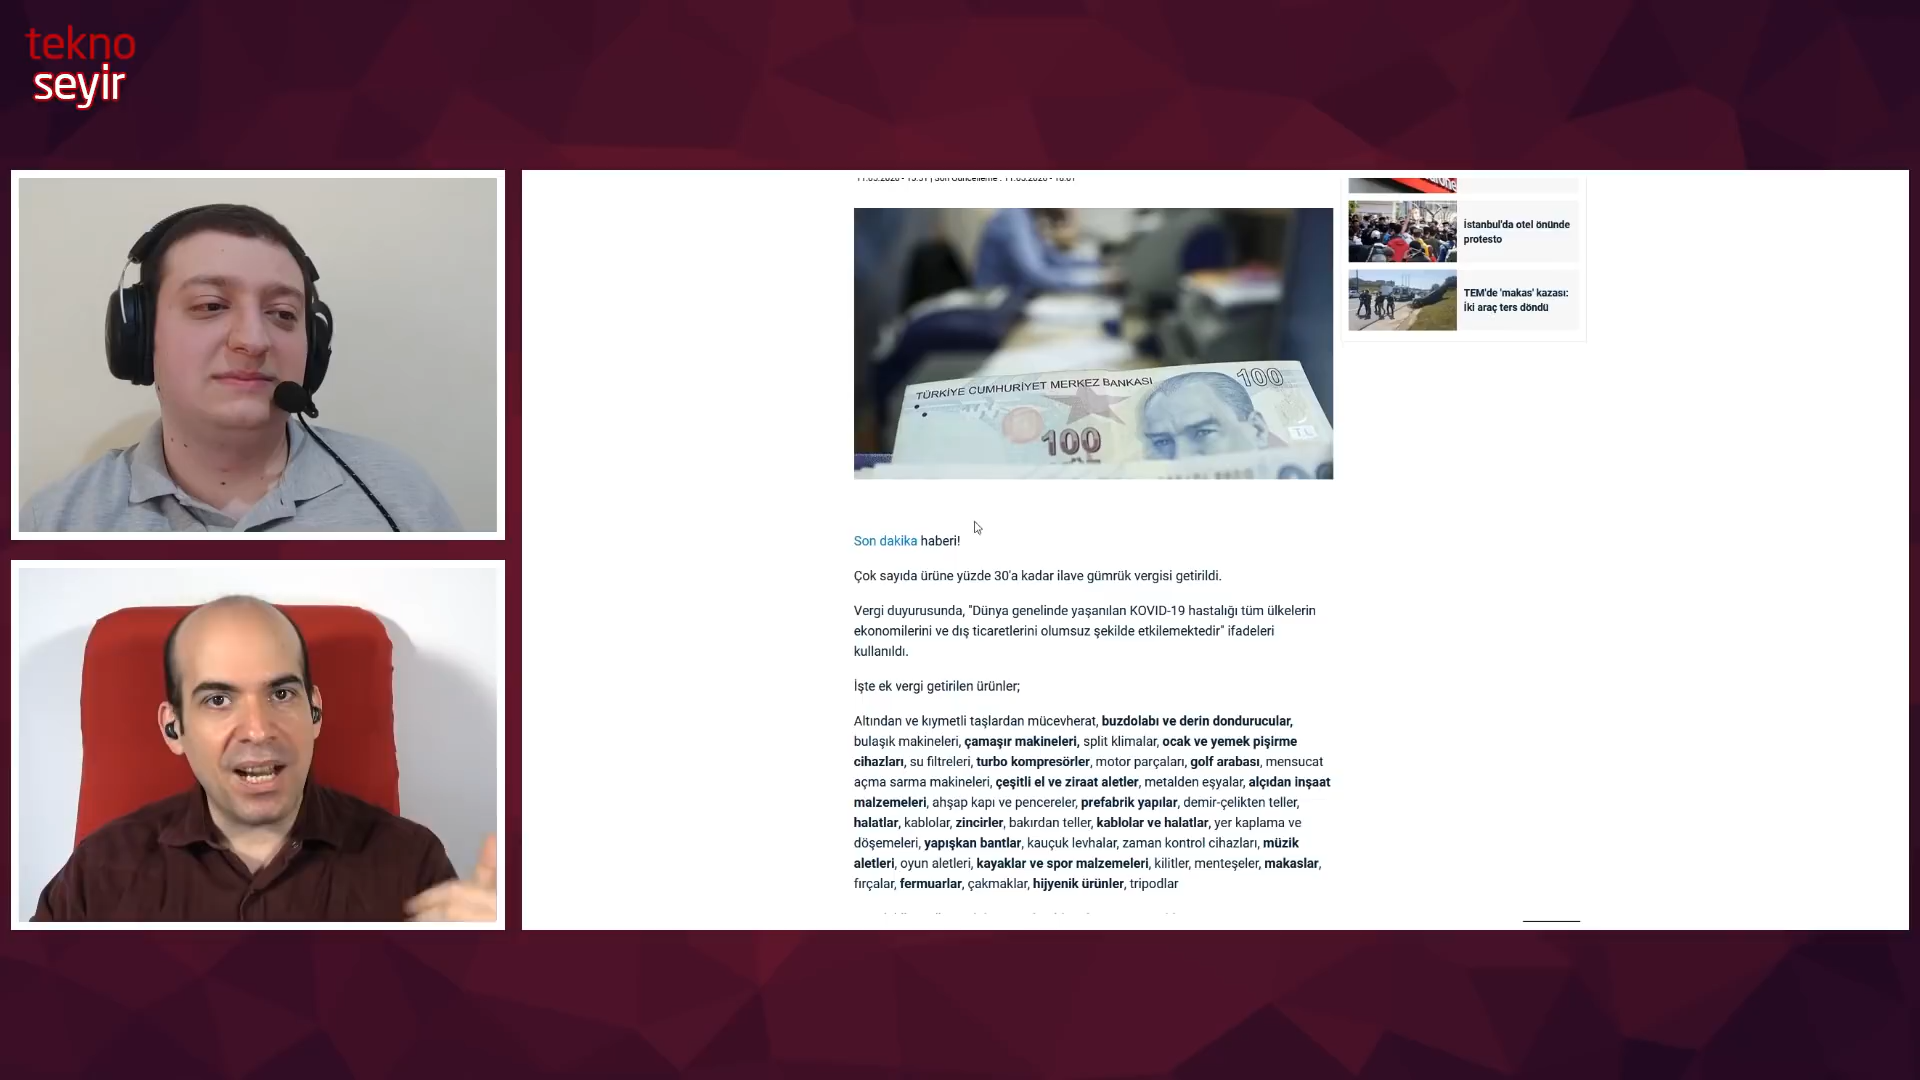 tekno
seyir
İstanbul'da otel önünde
protesto
TEM'de 'makas' kazası:
İki araç ters döndü
TÜRKİYE CUMHURİYET MERKEZ BANKASI
100
100
T.C.
Son dakika haberi!
Çok sayıda ürüne yüzde 30'a kadar ilave gümrük vergisi getirildi.
Vergi duyurusunda, "Dünya genelinde yaşanılan KOVID-19 hastalığı tüm ülkelerin
ekonomilerini ve dış ticaretlerini olumsuz şekilde etkilemektedir" ifadeleri
kullanıldı.
İşte ek vergi getirilen ürünler;
Altından ve kıymetli taşlardan mücevherat, buzdolabı ve derin dondurucular,
bulaşık makineleri, çamaşır makineleri, split klimalar, ocak ve yemek pişirme
cihazları, su filtreleri, turbo kompresörler, motor parçaları, golf arabası, mensucat
açma sarma makineleri, çeşitli el ve ziraat aletler, metalden eşyalar, alçıdan inşaat
malzemeleri, ahşap kapı ve pencereler, prefabrik yapılar, demir-çelikten teller,
halatlar, kablolar, zincirler, bakırdan teller, kablolar ve halatlar, yer kaplama ve
döşemeleri, yapışkan bantlar, kauçuk levhalar, zaman kontrol cihazları, müzik
aletleri, oyun aletleri, kayaklar ve spor malzemeleri, kilitler, menteşeler, makaslar,
fırçalar, fermuarlar, çakmaklar, hijyenik ürünler, tripodlar